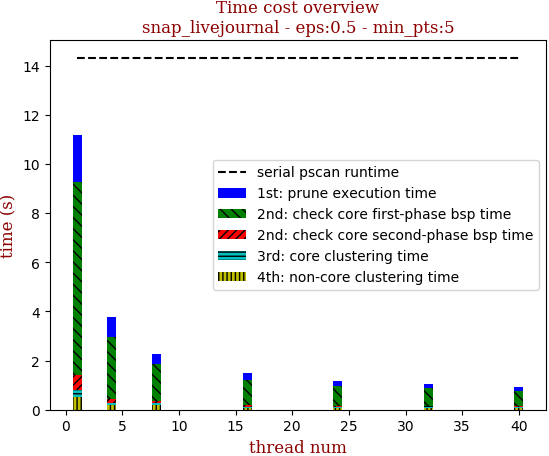 Time cost overview
snap_livejournal - eps:0.5 - min_pts:5
time (s)
14
12
10
8
6
4
2
0
serial pscan runtime
1st: prune execution time
2nd: check core first-phase bsp time
2nd: check core second-phase bsp time
3rd: core clustering time
4th: non-core clustering time
0 5 10 15 20 25 30 35 40
thread num